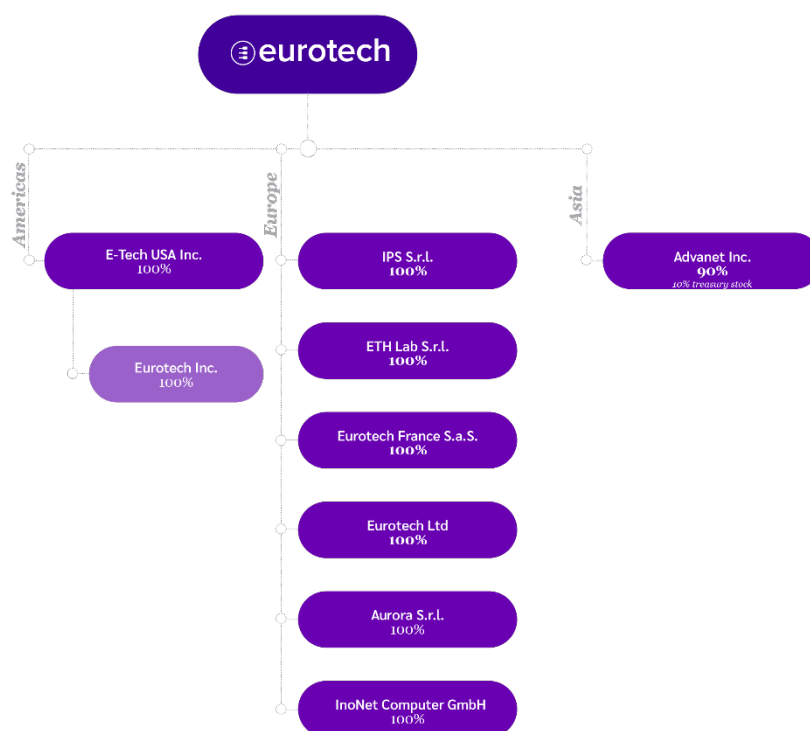 eurotech
Americas
Europe
Asia
E-Tech USA Inc.
100%
Eurotech Inc.
100%
IPS S.r.l.
100%
ETH Lab S.r.l.
100%
Eurotech France S.a.S.
100%
Eurotech Ltd
100%
Aurora S.r.l.
100%
InoNet Computer GmbH
100%
Advanet Inc.
90%
10% treasury stock